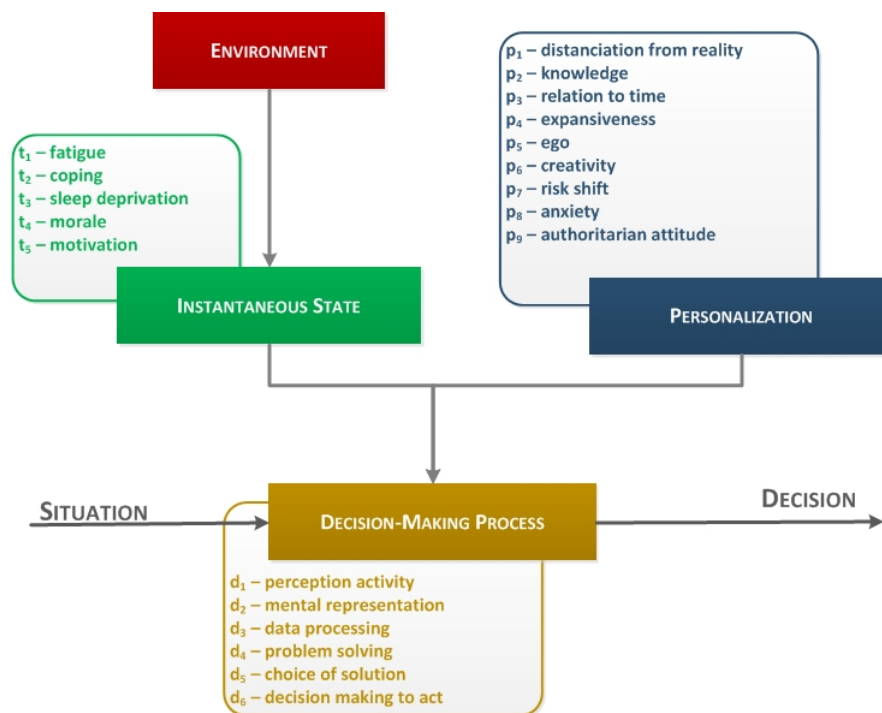 ENVIRONMENT
p₁ – distanciation from reality
p₂ – knowledge
p₃ – relation to time
p₄ – expansiveness
p₅ – ego
p₆ – creativity
p₇ – risk shift
p₈ – anxiety
p₉ – authoritarian attitude
t₁ – fatigue
t₂ – coping
t₃ – sleep deprivation
t₄ – morale
t₅ – motivation
INSTANTANEOUS STATE
PERSONALIZATION
SITUATION
DECISION-MAKING PROCESS
DECISION
d₁ – perception activity
d₂ – mental representation
d₃ – data processing
d₄ – problem solving
d₅ – choice of solution
d₆ – decision making to act